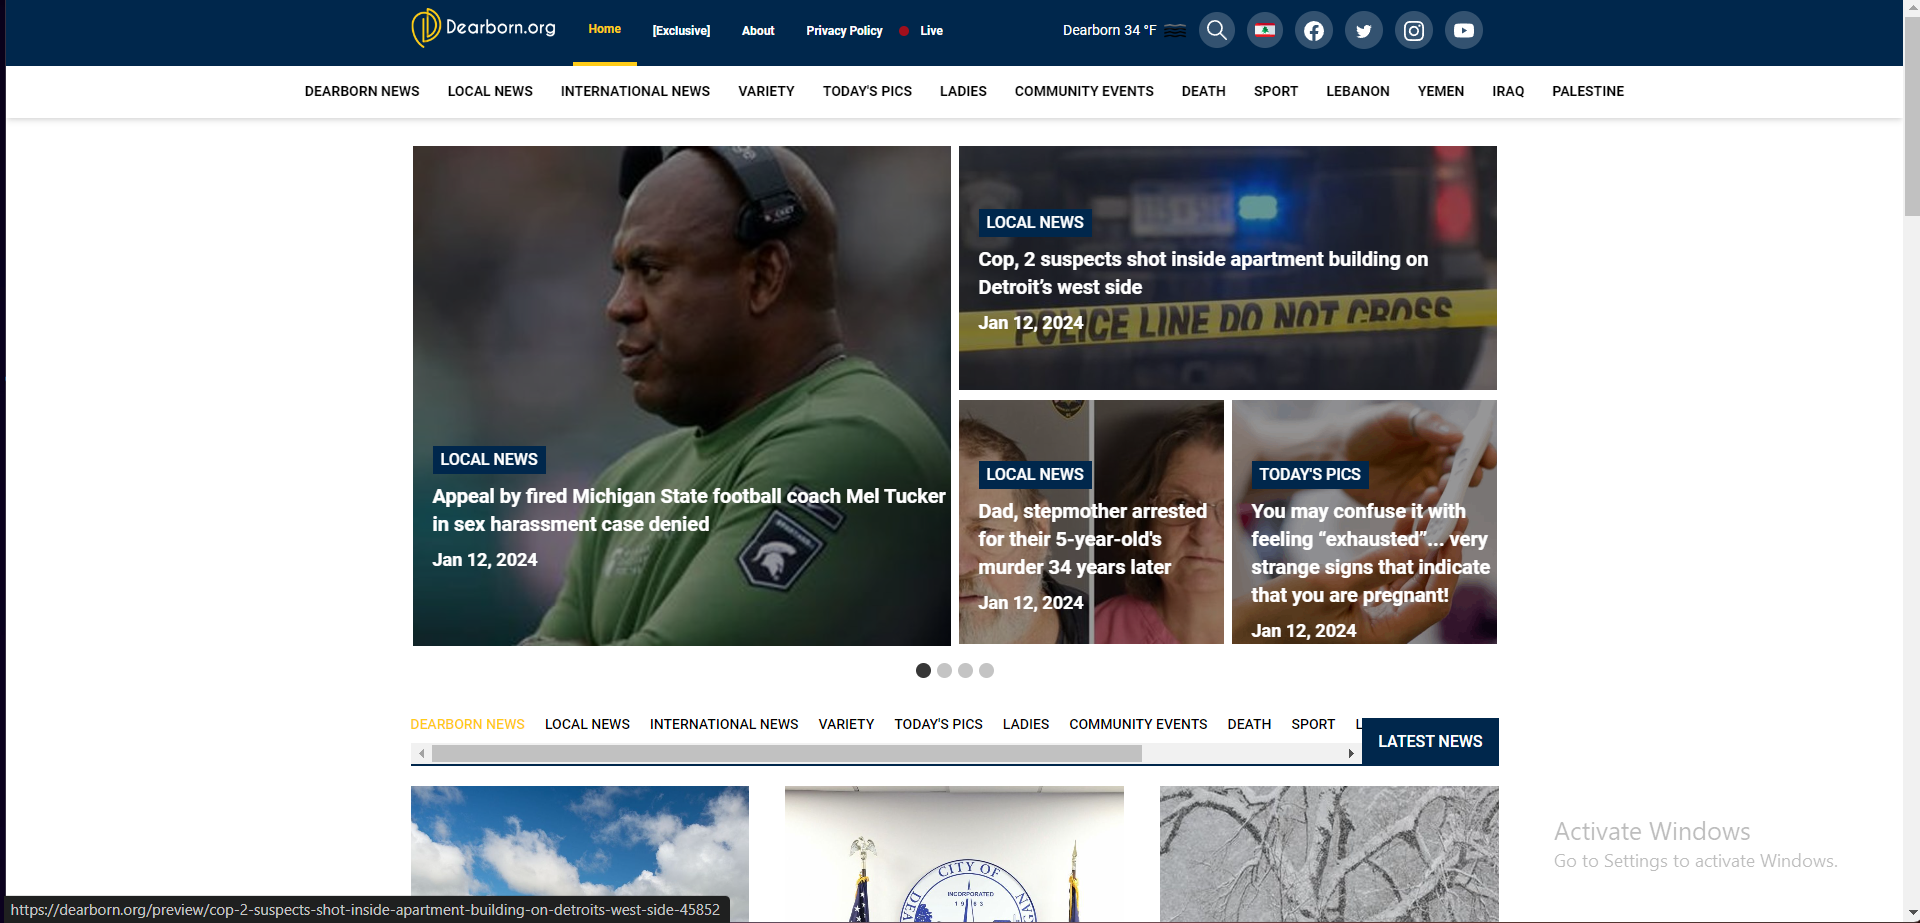 Dearborn.org
Home [Exclusive] About Privacy Policy Live
Dearborn 34 °F
DEARBORN NEWS LOCAL NEWS INTERNATIONAL NEWS VARIETY TODAY'S PICS LADIES COMMUNITY EVENTS DEATH SPORT LEBANON YEMEN IRAQ PALESTINE
LOCAL NEWS
Appeal by fired Michigan State football coach Mel Tucker
in sex harassment case denied
Jan 12, 2024
LOCAL NEWS
Cop, 2 suspects shot inside apartment building on
Detroit’s west side
Jan 12, 2024
POLICE LINE DO NOT CROSS
LOCAL NEWS
Dad, stepmother arrested
for their 5-year-old's
murder 34 years later
Jan 12, 2024
TODAY'S PICS
You may confuse it with
feeling “exhausted”... very
strange signs that indicate
that you are pregnant!
Jan 12, 2024
DEARBORN NEWS LOCAL NEWS INTERNATIONAL NEWS VARIETY TODAY'S PICS LADIES COMMUNITY EVENTS DEATH SPORT L
LATEST NEWS
CITY OF
INCORPORATED
Activate Windows
Go to Settings to activate Windows.
https://dearborn.org/preview/cop-2-suspects-shot-inside-apartment-building-on-detroits-west-side-45852